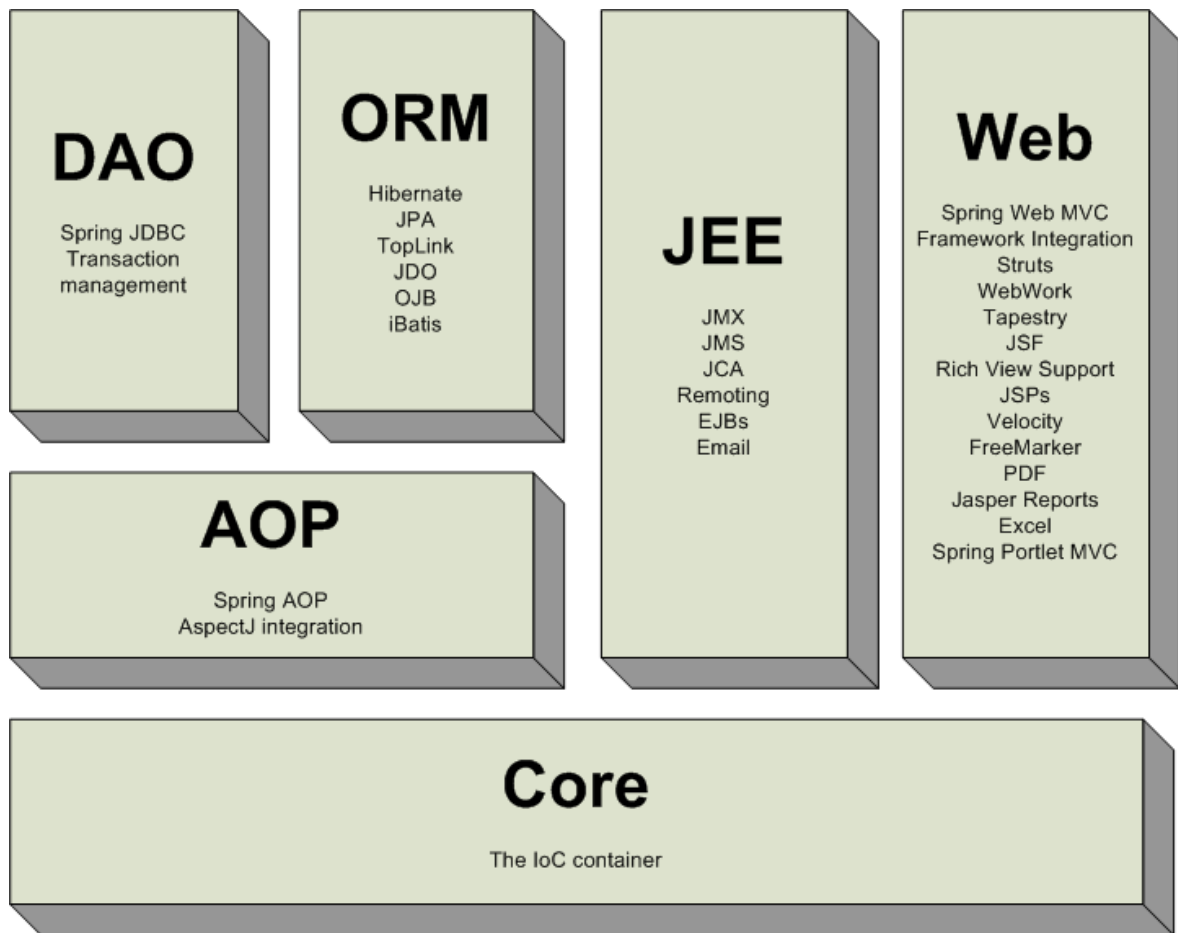 DAO
Spring JDBC
Transaction
management
ORM
Hibernate
JPA
TopLink
JDO
OJB
iBatis
JEE
JMX
JMS
JCA
Remoting
EJBs
Email
Web
Spring Web MVC
Framework Integration
Struts
WebWork
Tapestry
JSF
Rich View Support
JSPs
Velocity
FreeMarker
PDF
Jasper Reports
Excel
Spring Portlet MVC
AOP
Spring AOP
AspectJ integration
Core
The IoC container